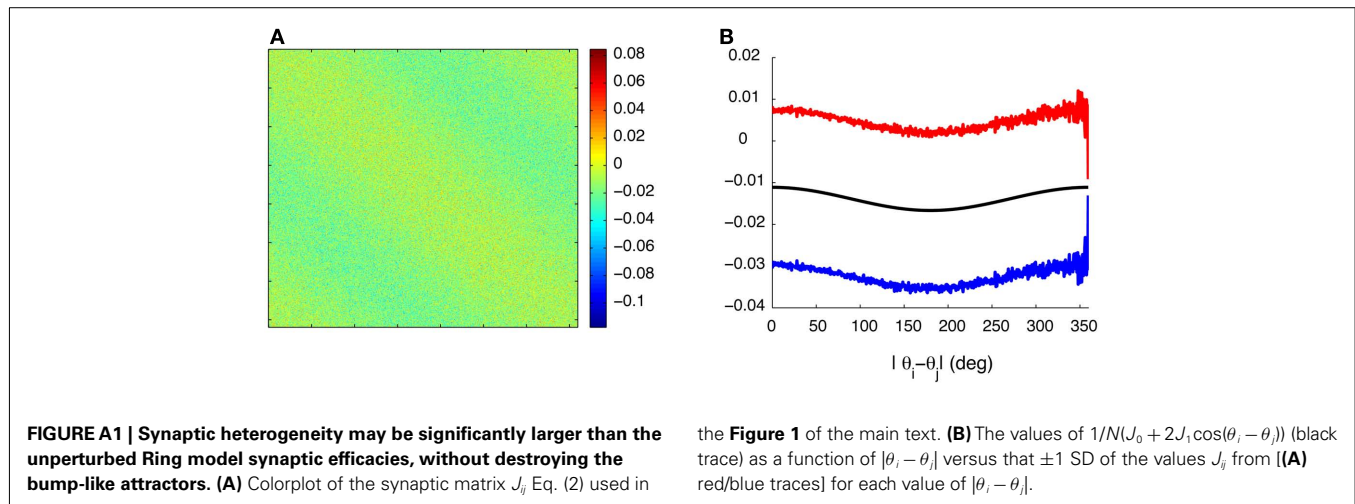 A
0.08
0.06
0.04
0.02
0
−0.02
−0.04
−0.06
−0.08
−0.1
B
0.02
0.01
0
−0.01
−0.02
−0.03
−0.04
0 50 100 150 200 250 300 350
| θi−θj| (deg)
FIGURE A1 | Synaptic heterogeneity may be significantly larger than the
unperturbed Ring model synaptic efficacies, without destroying the
bump-like attractors. (A) Colorplot of the synaptic matrix Jij Eq. (2) used in
the Figure 1 of the main text. (B) The values of 1/N(J0 + 2J1cos(θi − θj)) (black
trace) as a function of |θi − θj| versus that ±1 SD of the values Jij from [(A)
red/blue traces] for each value of |θi − θj|.